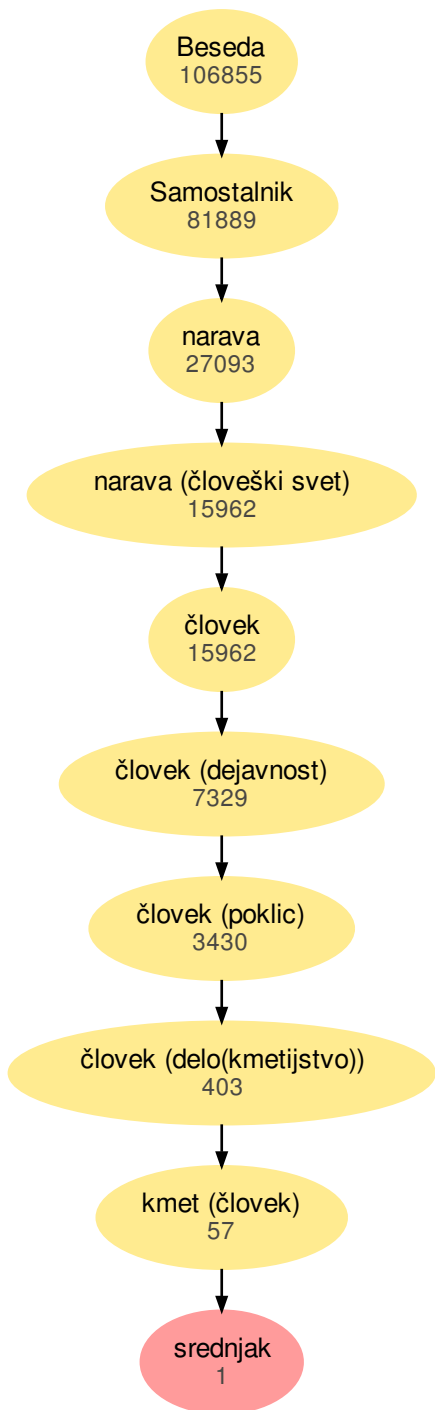 Beseda
106855
Samostalnik
81889
narava
27093
narava (človeški svet)
15962
človek
15962
človek (dejavnost)
7329
človek (poklic)
3430
človek (delo(kmetijstvo))
403
kmet (človek)
57
srednjak
1